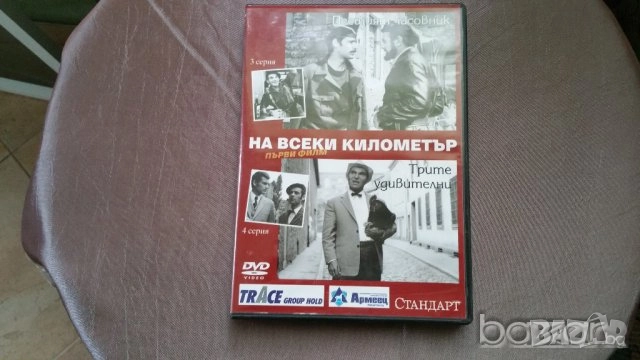 часовник
3 серия
НА ВСЕКИ КИЛОМЕТЪР
ПЪРВИ ФИЛМ
Трите
удивителни
4 серия
DVD
VIDEO
TRACE GROUP HOLD
Армеец
СТАНДАРТ